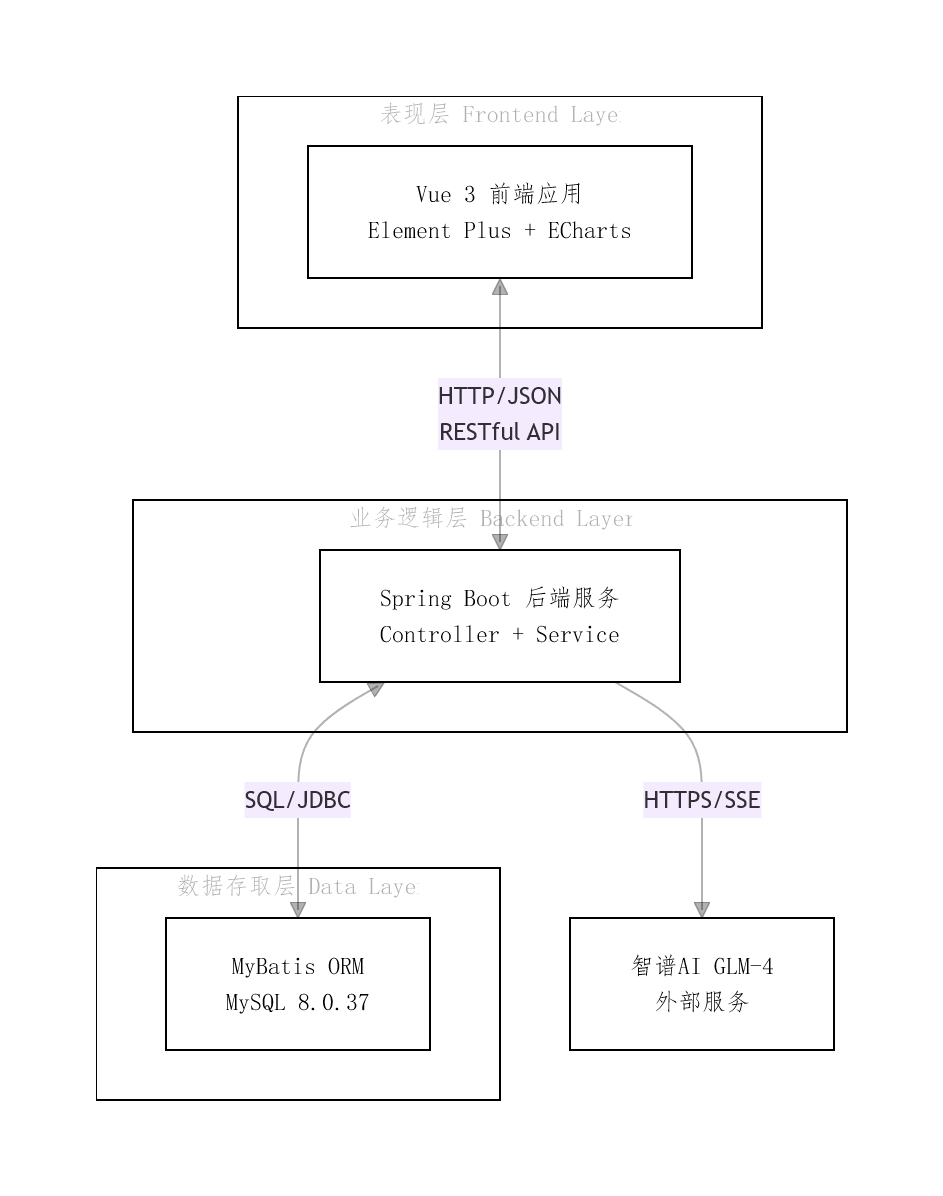 表现层 Frontend Laye
Vue 3 前端应用
Element Plus + ECharts
HTTP/JSON
RESTful API
业务逻辑层 Backend Layer
Spring Boot 后端服务
Controller + Service
SQL/JDBC
HTTPS/SSE
数据存取层 Data Laye
MyBatis ORM
MySQL 8.0.37
智谱AI GLM-4
外部服务